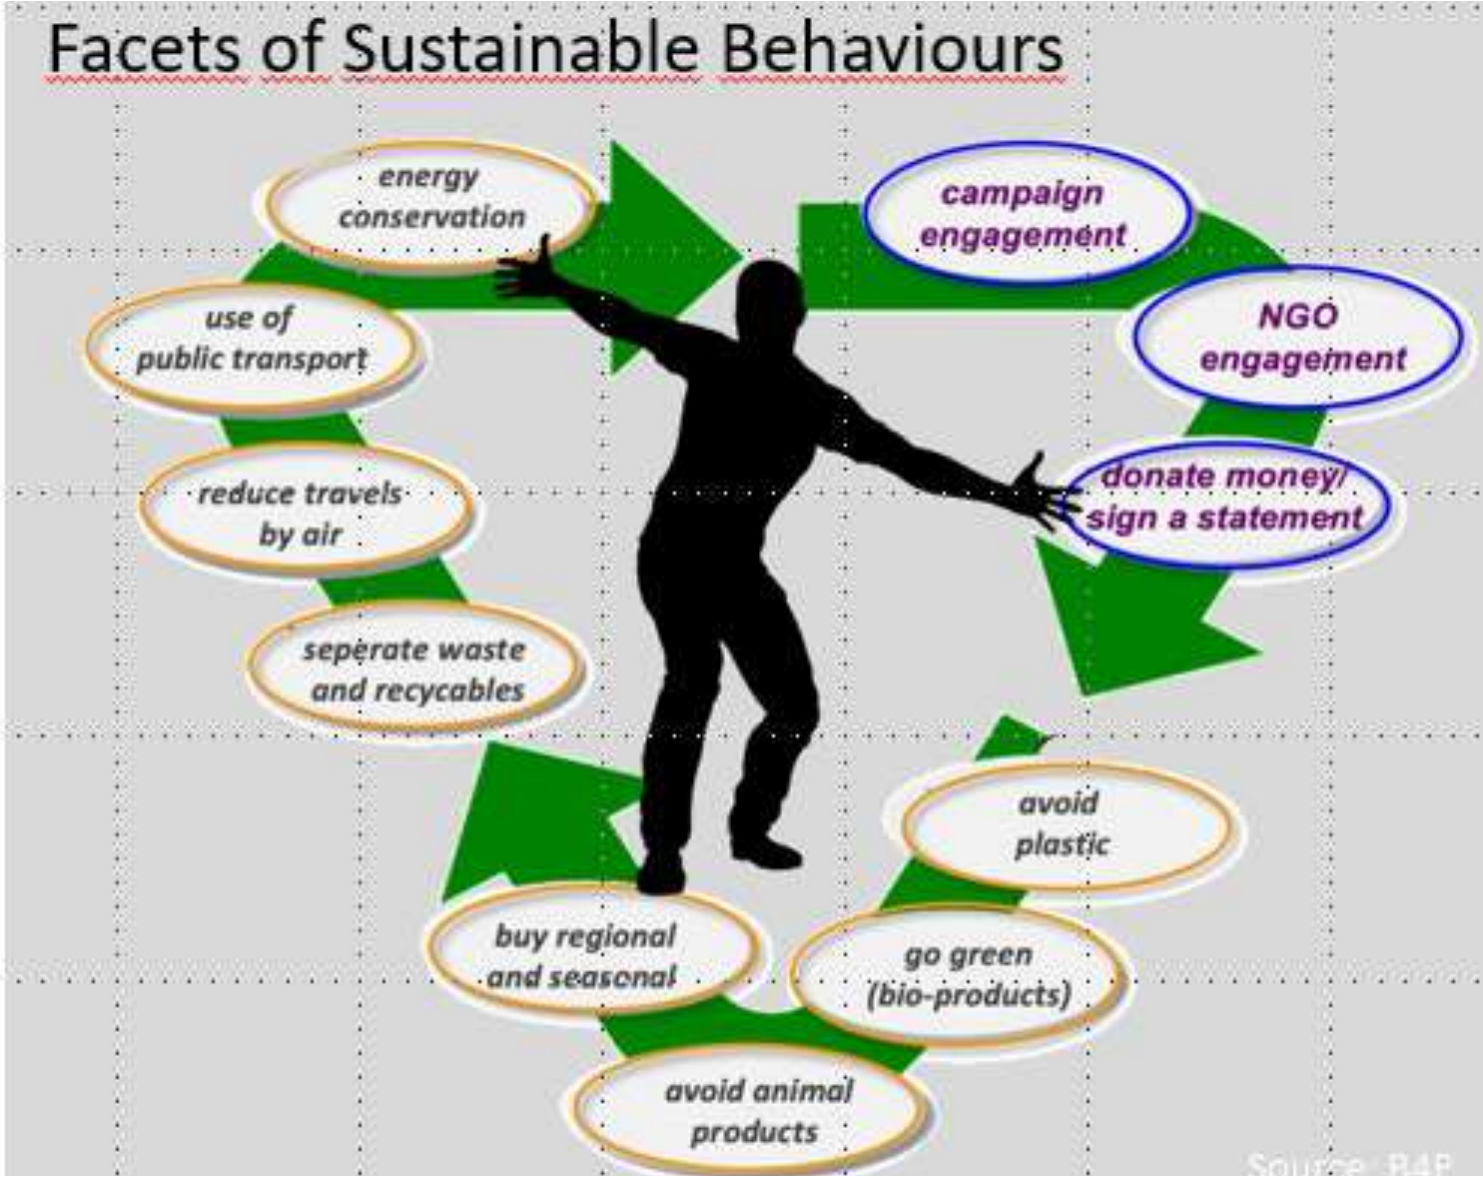 Facets of Sustainable Behaviours
energy
conservation
campaign
engagement
use of
public transport
NGO
engagement
reduce travels
by air
donate money/
sign a statement
seperate waste
and recycables
avoid
plastic
buy regional
and seasonal
go green
(bio-products)
avoid animal
products
Source: